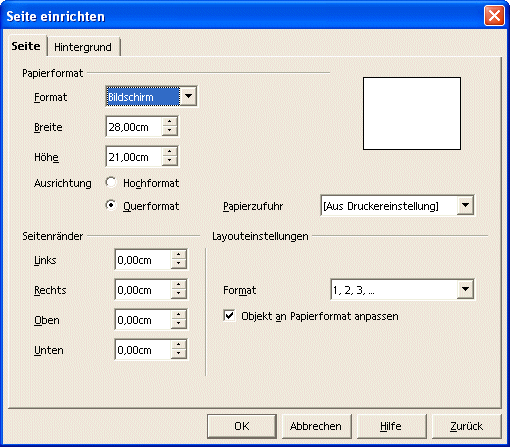 Seite einrichten
Seite Hintergrund
Papierformat
Format Bildschirm
Breite 28,00cm
Höhe 21,00cm
Ausrichtung Hochformat
Querformat Papierzufuhr [Aus Druckereinstellung]
Seitenränder Layouteinstellungen
Links 0,00cm
Rechts 0,00cm Format 1, 2, 3, ...
Oben 0,00cm Objekt an Papierformat anpassen
Unten 0,00cm
OK Abbrechen Hilfe Zurück